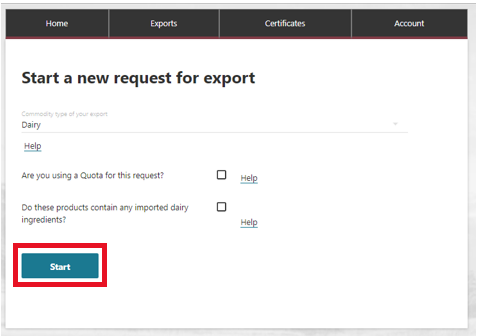 Home Exports Certificates Account
Start a new request for export
Commodity type of your export
Dairy
Help
Are you using a Quota for this request? Help
Do these products contain any imported dairy
ingredients?
Help
Start